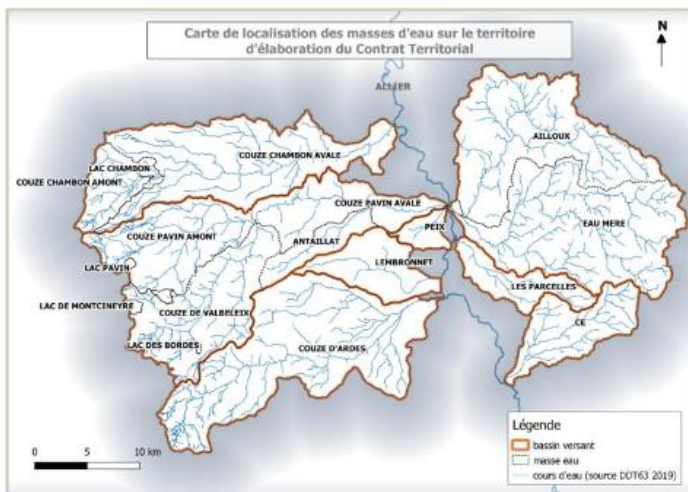 Carte de localisation des masses d'eau sur le territoire
d'élaboration du Contrat Territorial
N
ALLIER
AILLOUX
COUZE CHAMBON AVALE
LAC CHAMBON
COUZE CHAMBON AMONT
COUZE PAVIN AVALE
PEIX
EAU MERE
COUZE PAVIN AMONT
ANTAILLAT
LEMBRONNET
LAC PAVIN
LES PARCELLES
LAC DE MONTCINEYRE
COUZE DE VALBELEIX
CE
LAC DES BORDES
COUZE D'ARDES
Légende
bassin versant
masse eau
cours d'eau (source DDT63 2019)
0 5 10 km